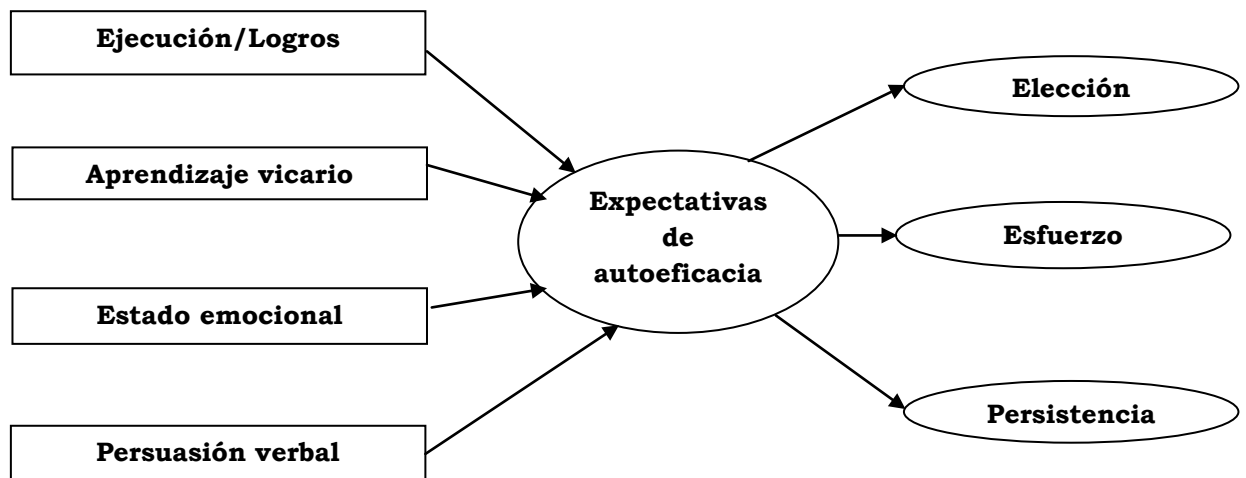 Ejecución/Logros
Aprendizaje vicario
Estado emocional
Persuasión verbal
Expectativas
de
autoeficacia
Elección
Esfuerzo
Persistencia